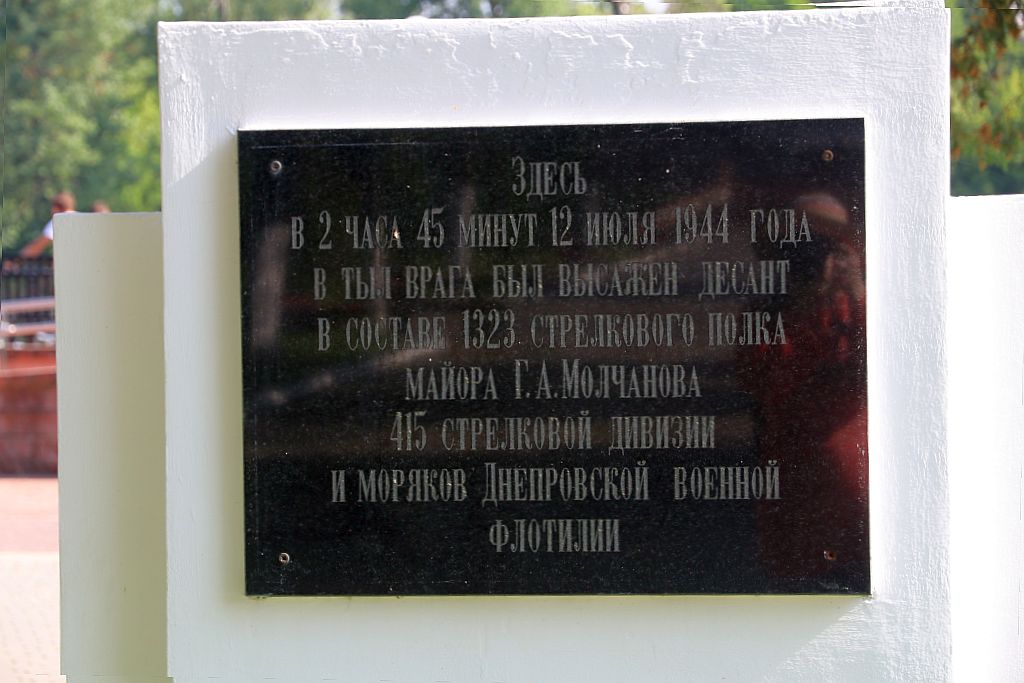 Здесь
в 2 часа 45 минут 12 июля 1944 года
в тыл врага был высажен десант
в составе 1323 стрелкового полка
майора Г.А.Молчанова
415 стрелковой дивизии
и моряков Днепровской военной
флотилии